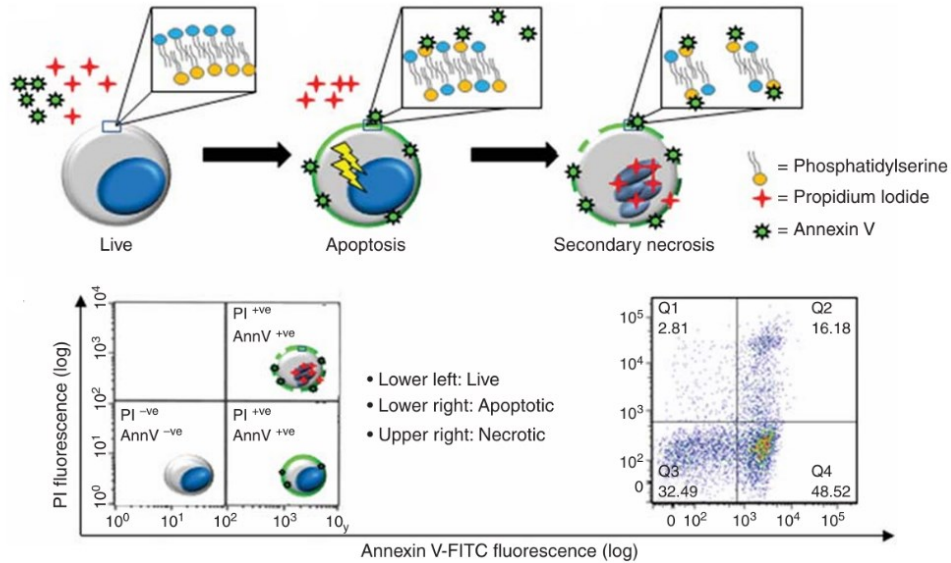 Live
Apoptosis
Secondary necrosis
= Phosphatidylserine
= Propidium Iodide
= Annexin V
PI fluorescence (log)
10⁴
10³
10²
10¹
10⁰
PI +ve
AnnV +ve
PI −ve
AnnV −ve
PI +ve
AnnV +ve
10⁰ 10¹ 10² 10³ 10y
• Lower left: Live
• Lower right: Apoptotic
• Upper right: Necrotic
10⁵
10⁴
10³
10²
0
Q1
2.81
Q2
16.18
Q3
32.49
Q4
48.52
0 10² 10³ 10⁴ 10⁵
Annexin V-FITC fluorescence (log)